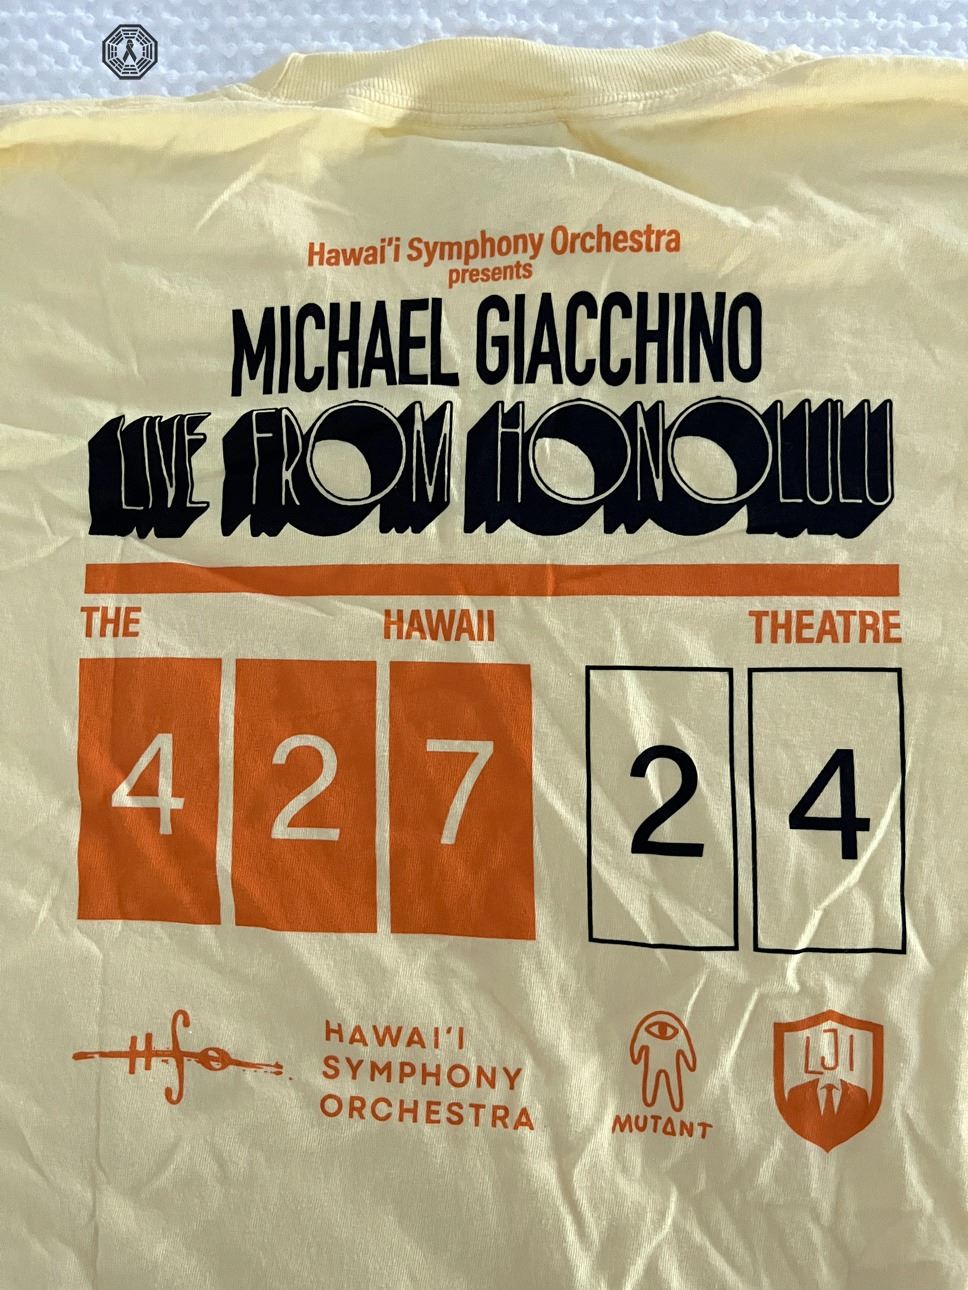 Hawai'i Symphony Orchestra
presents
MICHAEL GIACCHINO
LIVE FROM HONOLULU
THE HAWAII THEATRE
4 2 7 2 4
HSO
HAWAI'I
SYMPHONY
ORCHESTRA
MUTANT
LJI